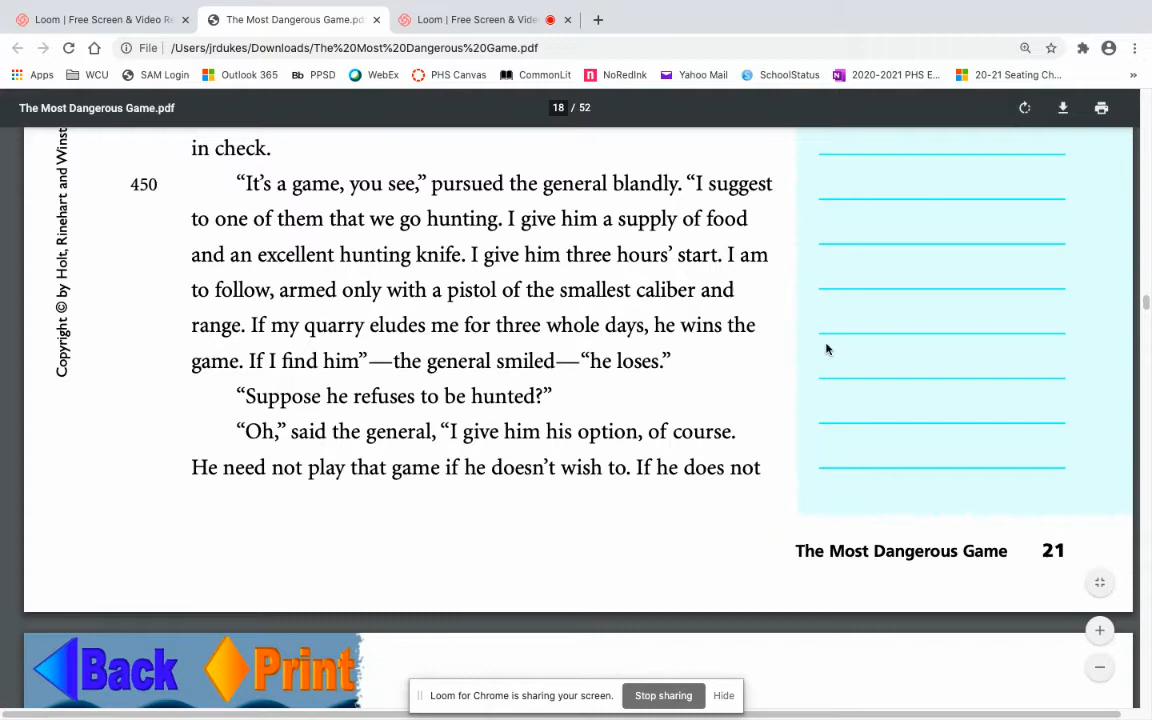 Loom | Free Screen & Video Re
The Most Dangerous Game.pd
Loom | Free Screen & Vide
File /Users/jrdukes/Downloads/The%20Most%20Dangerous%20Game.pdf
Apps WCU SAM Login Outlook 365 Bb PPSD WebEx PHS Canvas CommonLit NoRedInk Yahoo Mail SchoolStatus 2020-2021 PHS E... 20-21 Seating Ch... »
The Most Dangerous Game.pdf 18 / 52
Copyright © by Holt, Rinehart and Winst
in check.
450 “It’s a game, you see,” pursued the general blandly. “I suggest
to one of them that we go hunting. I give him a supply of food
and an excellent hunting knife. I give him three hours’ start. I am
to follow, armed only with a pistol of the smallest caliber and
range. If my quarry eludes me for three whole days, he wins the
game. If I find him”—the general smiled—“he loses.”
“Suppose he refuses to be hunted?”
“Oh,” said the general, “I give him his option, of course.
He need not play that game if he doesn’t wish to. If he does not
The Most Dangerous Game 21
Back Print
Loom for Chrome is sharing your screen. Stop sharing Hide